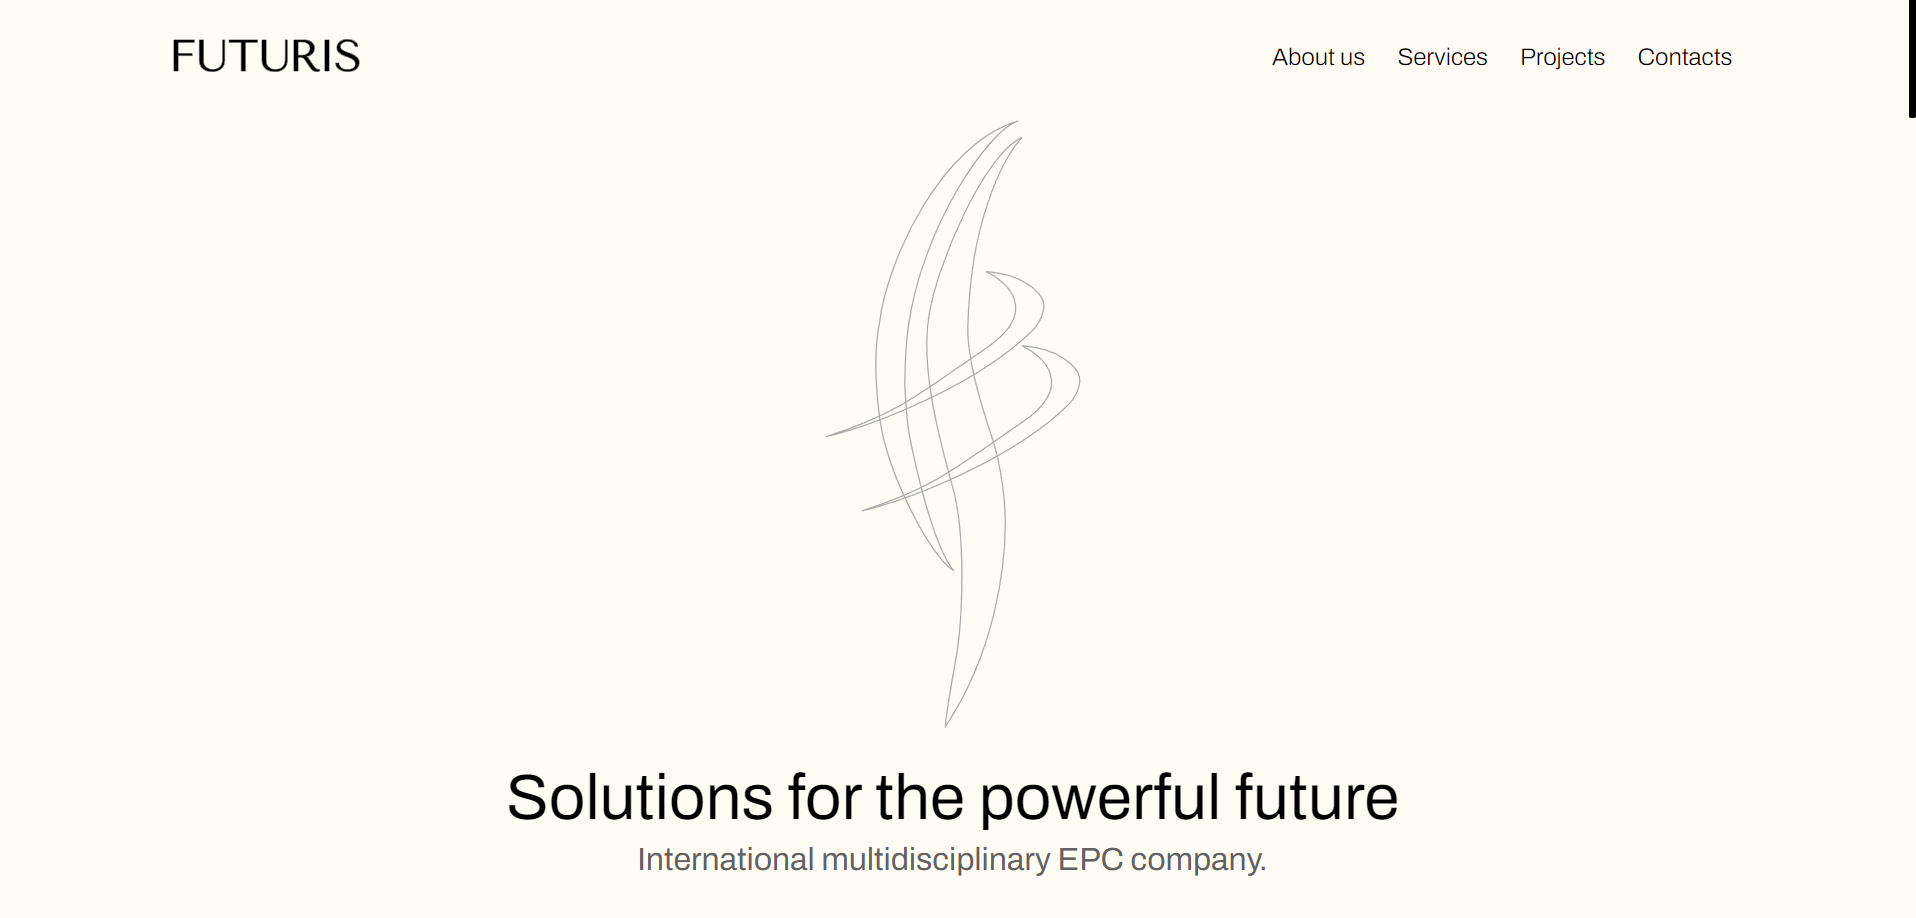 FUTURIS
About us Services Projects Contacts
Solutions for the powerful future
International multidisciplinary EPC company.